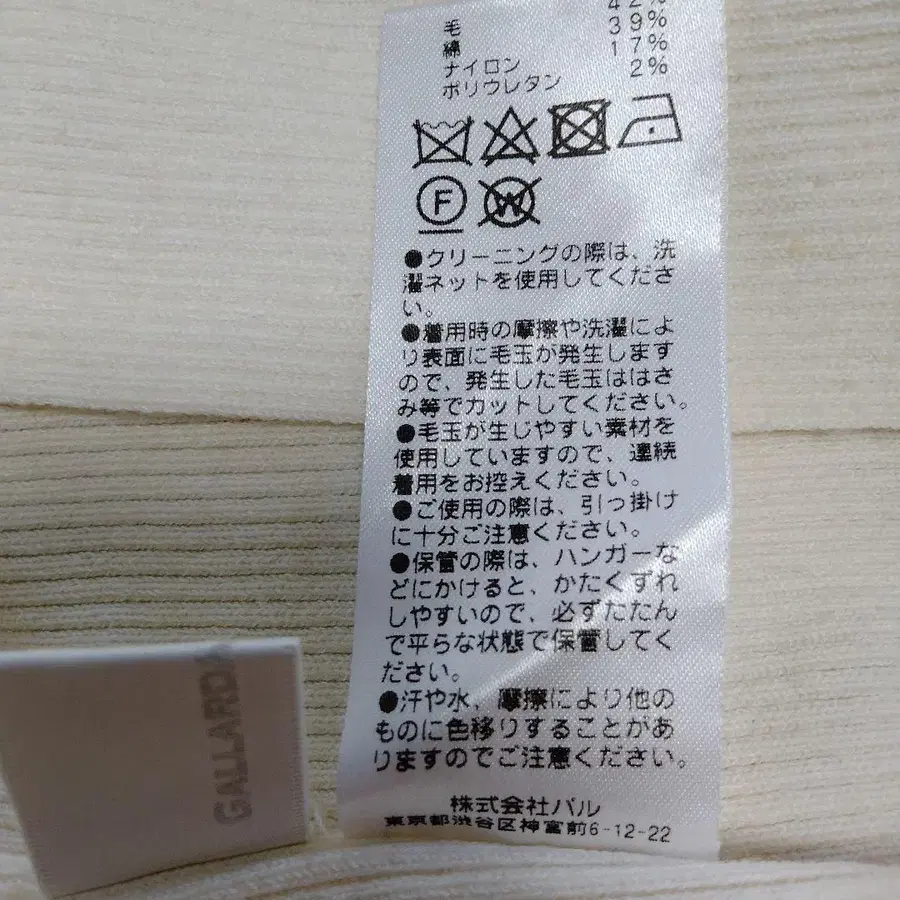 毛 39%
綿 17%
ナイロン 2%
ポリウレタン
F
W
●クリーニングの際は、洗
濯ネットを使用してくださ
い。
●着用時の摩擦や洗濯によ
り表面に毛玉が発生します
ので、発生した毛玉ははさ
み等でカットしてください。
●毛玉が生じやすい素材を
使用していますので、連続
着用をお控えください。
●ご使用の際は、引っ掛け
に十分ご注意ください。
●保管の際は、ハンガーな
どにかけると、かたくずれ
しやすいので、必ずたたん
で平らな状態で保管してく
ださい。
●汗や水、摩擦により他の
ものに色移りすることがあ
りますのでご注意ください。
株式会社パル
東京都渋谷区神宮前6-12-22
GALLARDA